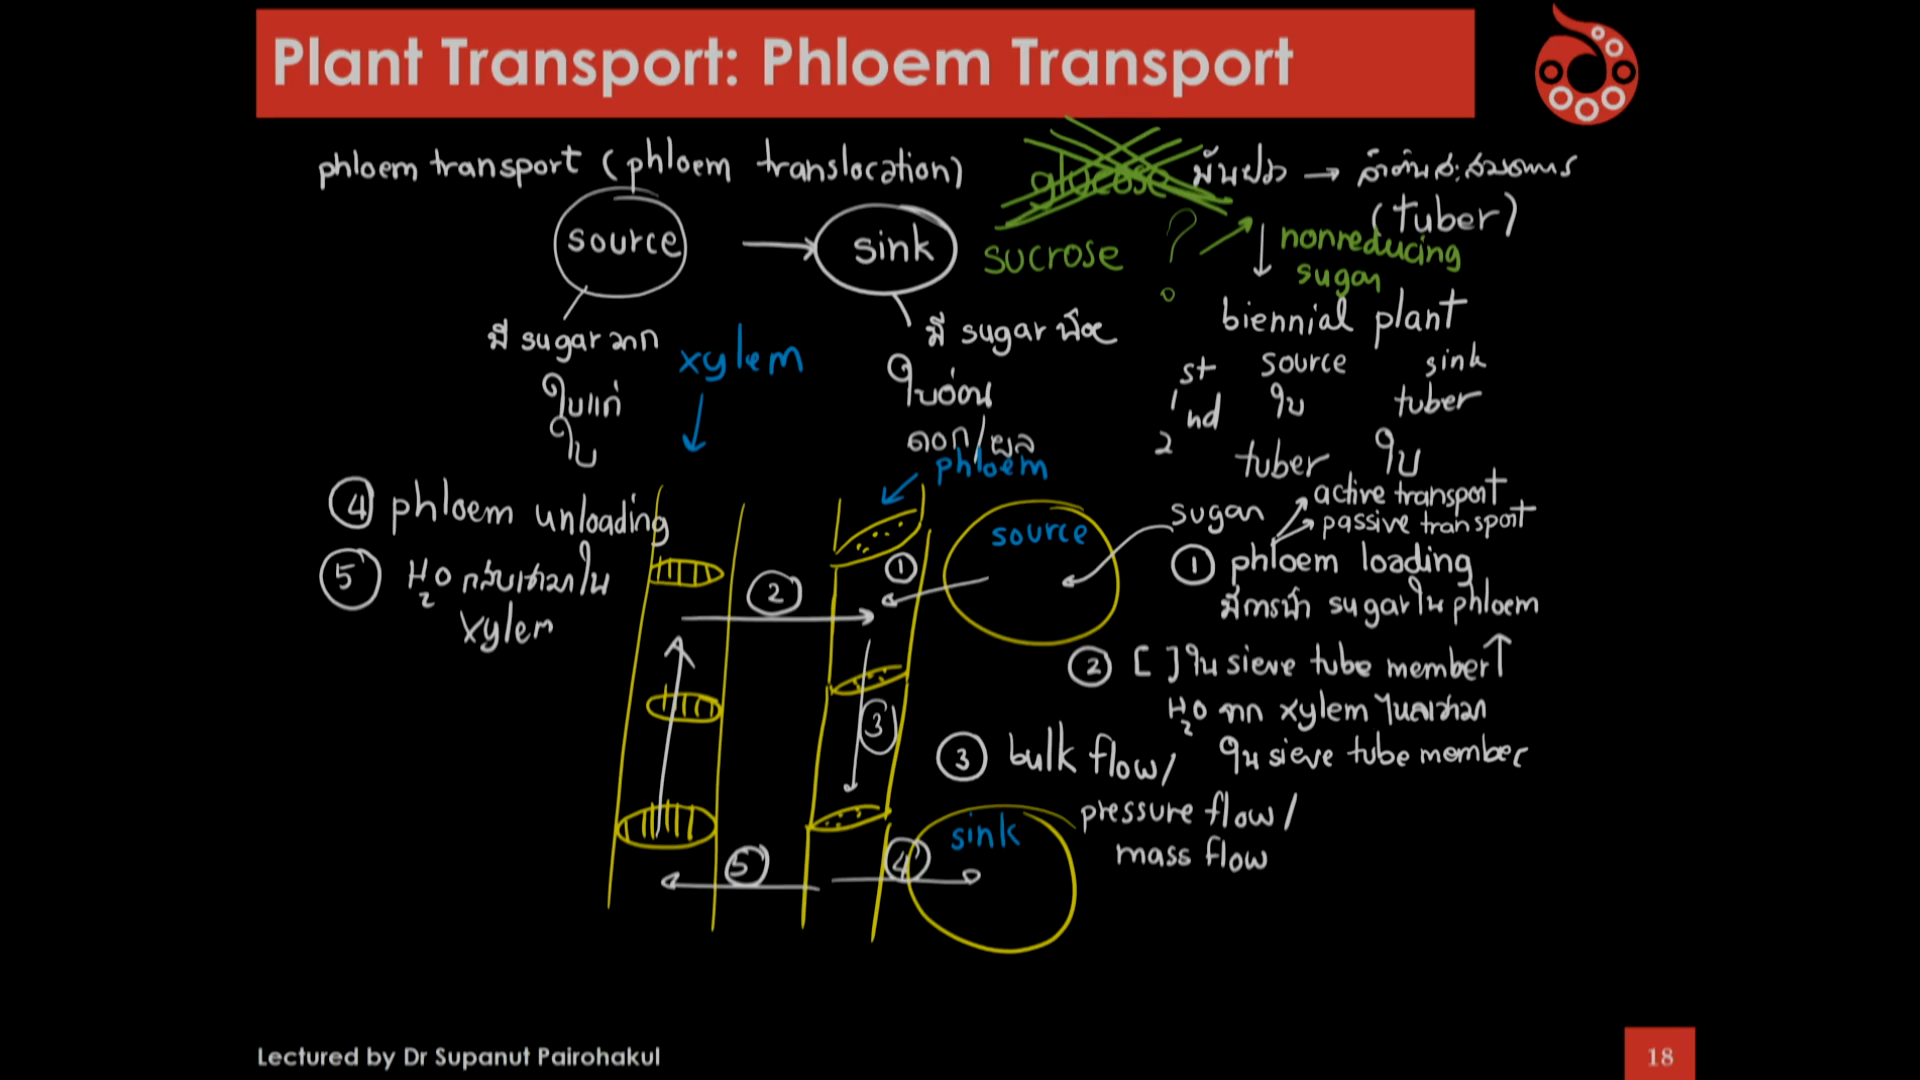 Plant Transport: Phloem Transport
phloem transport (phloem translocation)
glucose
มันฝรั่ง → ลำต้นสะสมอาหาร
(tuber)
source → sink
sucrose ?
nonreducing
sugar
มี sugar มาก
มี sugar น้อย
biennial plant
xylem
source sink
ใบแก่
ใบอ่อน
1st ใบ tuber
ใบ
ดอก/ผล
2nd tuber ใบ
phloem
④ phloem unloading
source
sugar
active transport
passive transport
⑤ H2O กลับเข้ามาใน
xylem
① phloem loading
มีการนำ sugar ใน phloem
②
①
② [ ] ใน sieve tube member ↑
H2O จาก xylem ไหลเข้ามา
ใน sieve tube member
③
③ bulk flow/
pressure flow/
mass flow
sink
⑤
④
Lectured by Dr Supanut Pairohakul
18